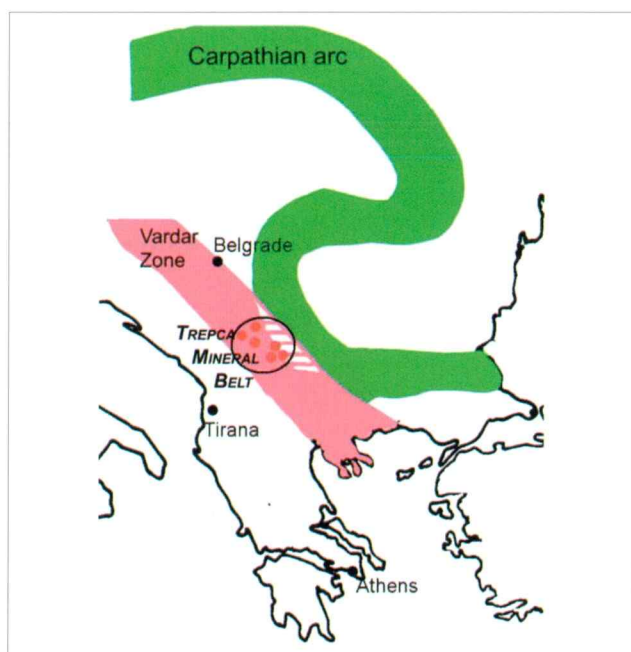 Carpathian arc
Vardar
Zone
Belgrade
TREPCA
MINERAL
BELT
Tirana
Athens